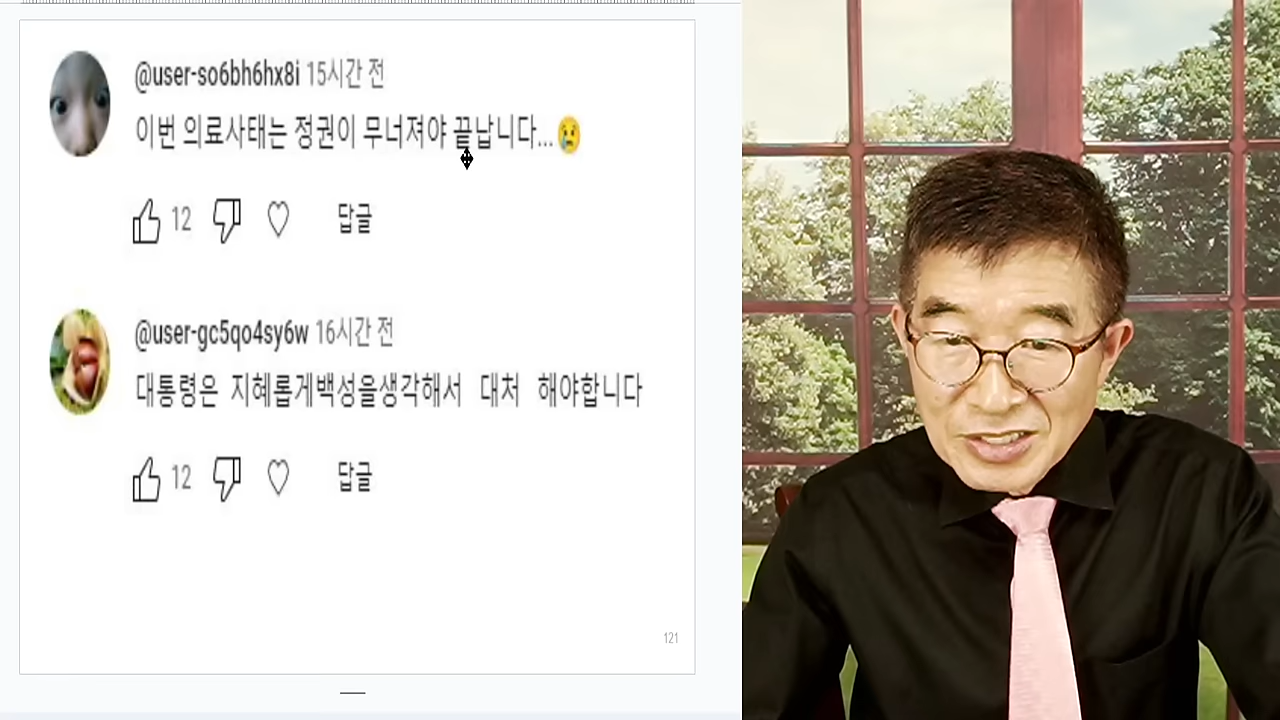 @user-so6bh6hx8i 15시간 전
이번 의료사태는 정권이 무너져야 끝납니다...😢
12
답글
@user-gc5qo4sy6w 16시간 전
대통령은 지혜롭게백성을생각해서 대처 해야합니다
12
답글
121